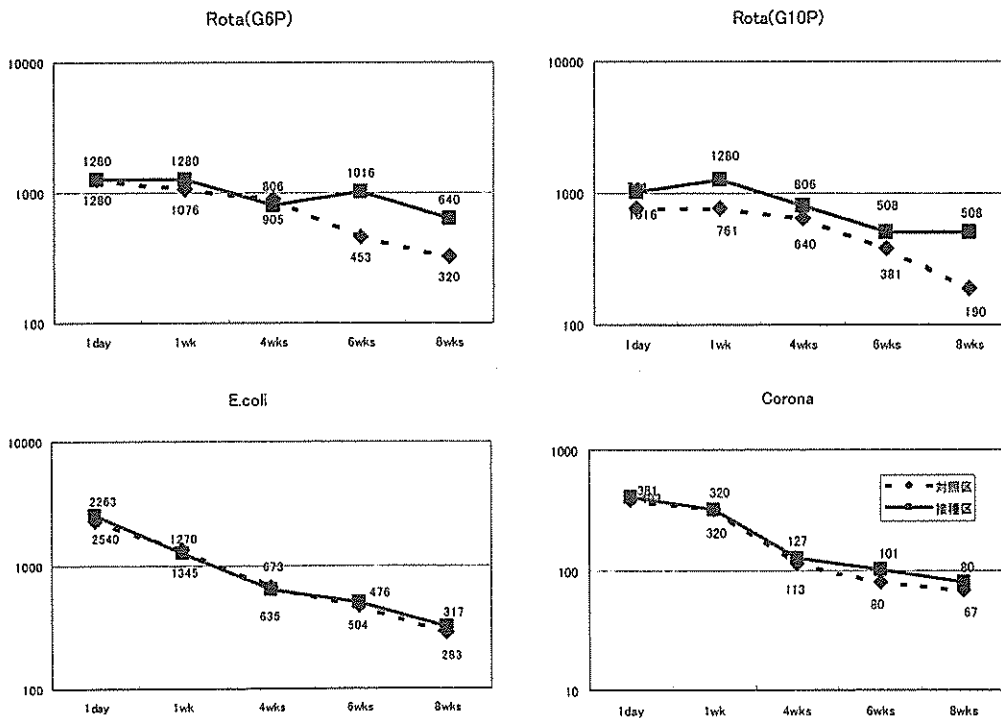 Rota(G6P)
10000
1000
100
1280
1280
1280
1076
806
905
1016
453
640
320
1day
1wk
4wks
6wks
8wks
Rota(G10P)
10000
1000
100
1016
1280
761
806
640
508
381
508
190
1day
1wk
4wks
6wks
8wks
E.coli
10000
1000
100
2263
2540
1270
1345
673
635
476
504
317
283
1day
1wk
4wks
6wks
8wks
Corona
1000
100
10
381
320
320
127
113
101
80
80
67
対照区
接種区
1day
1wk
4wks
6wks
8wks